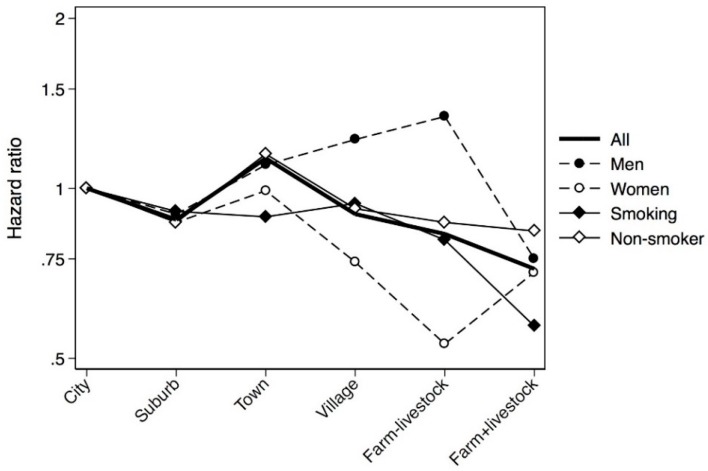 2
1.5
1
.75
.5
Hazard ratio
City
Suburb
Town
Village
Farm-livestock
Farm+livestock
All
Men
Women
Smoking
Non-smoker